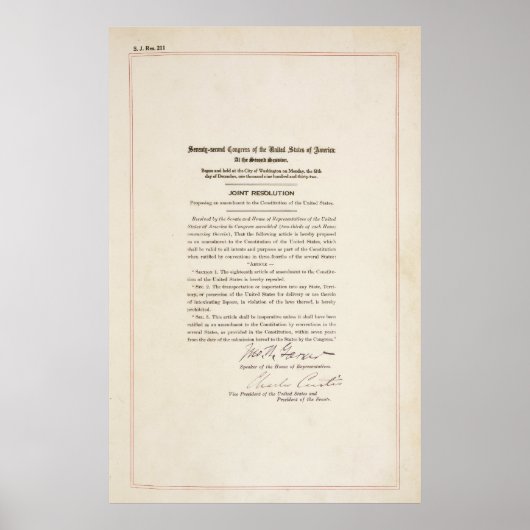 S. J. Res. 211
Seventy-second Congress of the United States of America;
At the Second Session,
Begun and held at the City of Washington on Monday, the fifth
day of December, one thousand nine hundred and thirty-two.
JOINT RESOLUTION
Proposing an amendment to the Constitution of the United States.
Resolved by the Senate and House of Representatives of the United
States of America in Congress assembled (two-thirds of each House
concurring therein), That the following article is hereby proposed
as an amendment to the Constitution of the United States, which
shall be valid to all intents and purposes as part of the Constitution
when ratified by conventions in three-fourths of the several States:
"ARTICLE —
"SECTION 1. The eighteenth article of amendment to the Constitu-
tion of the United States is hereby repealed.
"SEC. 2. The transportation or importation into any State, Terri-
tory, or possession of the United States for delivery or use therein
of intoxicating liquors, in violation of the laws thereof, is hereby
prohibited.
"SEC. 3. This article shall be inoperative unless it shall have been
ratified as an amendment to the Constitution by conventions in the
several States, as provided in the Constitution, within seven years
from the date of the submission hereof to the States by the Congress."
Jno N. Garner
Speaker of the House of Representatives.
Charles Curtis
Vice President of the United States and
President of the Senate.